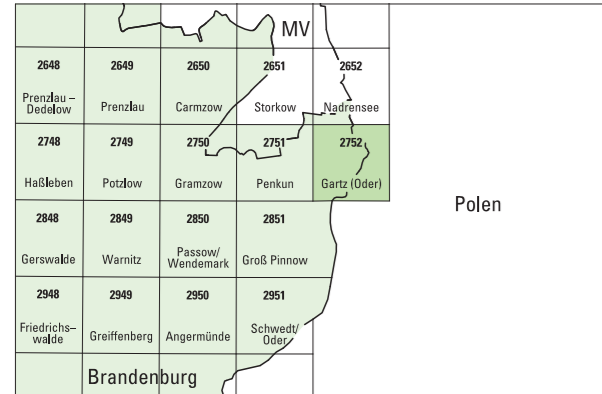 MV
2648 2649 2650 2651 2652
Prenzlau –
Dedelow Prenzlau Carmzow Storkow Nadrensee
2748 2749 2750 2751 2752
Haßleben Potzlow Gramzow Penkun Gartz (Oder)
Polen
2848 2849 2850 2851
Gerswalde Warnitz Passow/
Wendemark Groß Pinnow
2948 2949 2950 2951
Friedrichs–
walde Greiffenberg Angermünde Schwedt/
Oder
Brandenburg